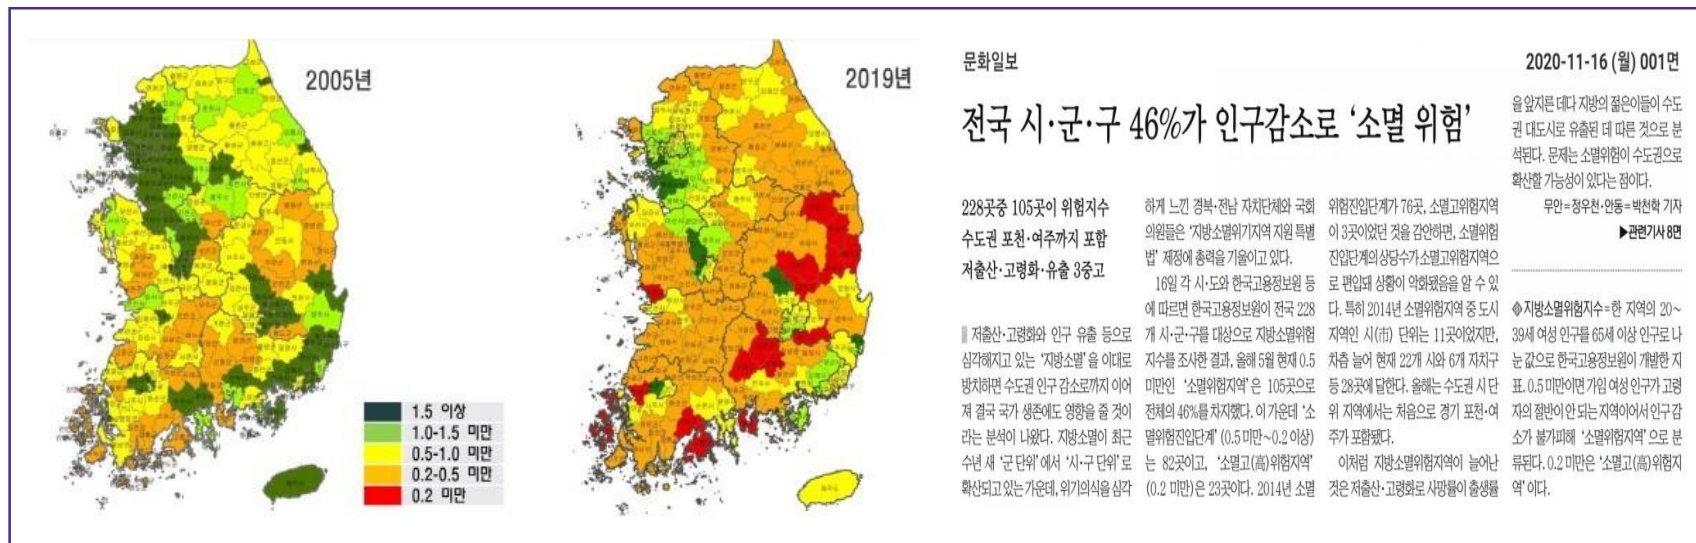 2005년
2019년
1.5 이상
1.0-1.5 미만
0.5-1.0 미만
0.2-0.5 미만
0.2 미만
문화일보
2020-11-16 (월) 001면
전국 시·군·구 46%가 인구감소로 ‘소멸 위험’
228곳중 105곳이 위험지수
수도권 포천·여주까지 포함
저출산·고령화·유출 3중고
저출산·고령화와 인구 유출 등으로
심각해지고 있는 ‘지방소멸’을 이대로
방치하면 수도권 인구 감소로까지 이어
져 결국 국가 생존에도 영향을 줄 것이
라는 분석이 나왔다. 지방소멸이 최근
수년 새 ‘군 단위’에서 ‘시·구 단위’로
확산되고 있는 가운데, 위기의식을 심각
하게 느낀 경북·전남 자치단체와 국회
의원들은 ‘지방소멸위기지역 지원 특별
법’ 제정에 총력을 기울이고 있다.
16일 각 시·도와 한국고용정보원 등
에 따르면 한국고용정보원이 전국 228
개 시·군·구를 대상으로 지방소멸위험
지수를 조사한 결과, 올해 5월 현재 0.5
미만인 ‘소멸위험지역’은 105곳으로
전체의 46%를 차지했다. 이 가운데 ‘소
멸위험진입단계’ (0.5 미만~0.2 이상)
는 82곳이고, ‘소멸고(高)위험지역’
(0.2 미만)은 23곳이다. 2014년 소멸
위험진입단계가 76곳, 소멸고위험지역
이 3곳이었던 것을 감안하면, 소멸위험
진입단계의 상당수가 소멸고위험지역으
로 편입돼 상황이 악화됐음을 알 수 있
다. 특히 2014년 소멸위험지역 중 도시
지역인 시(市) 단위는 11곳이었지만,
차츰 늘어 현재 22개 시와 6개 자치구
등 28곳에 달한다. 올해는 수도권 시 단
위 지역에서는 처음으로 경기 포천·여
주가 포함됐다.
이처럼 지방소멸위험지역이 늘어난
것은 저출산·고령화로 사망률이 출생률
을 앞지른 데다 지방의 젊은이들이 수도
권 대도시로 유출된 데 따른 것으로 분
석된다. 문제는 소멸위험이 수도권으로
확산할 가능성이 있다는 점이다.
무안=정우천·안동=박천학 기자
▶관련기사 8면
◈지방소멸위험지수=한 지역의 20~
39세 여성 인구를 65세 이상 인구로 나
눈 값으로 한국고용정보원이 개발한 지
표. 0.5 미만이면 가임 여성 인구가 고령
자의 절반이 안 되는 지역이어서 인구 감
소가 불가피해 ‘소멸위험지역’으로 분
류된다. 0.2 미만은 ‘소멸고(高)위험지
역’이다.